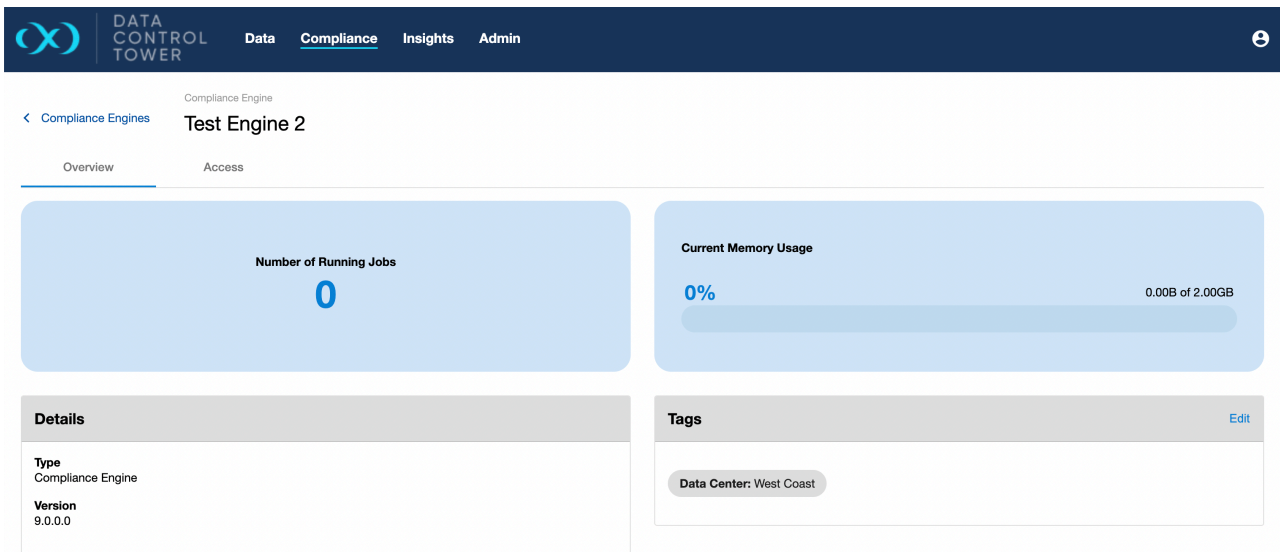 DATA
CONTROL
TOWER
Data Compliance Insights Admin
Compliance Engine
Compliance Engines
Test Engine 2
Overview Access
Number of Running Jobs
0
Current Memory Usage
0% 0.00B of 2.00GB
Details
Type
Compliance Engine
Version
9.0.0.0
Tags Edit
Data Center: West Coast